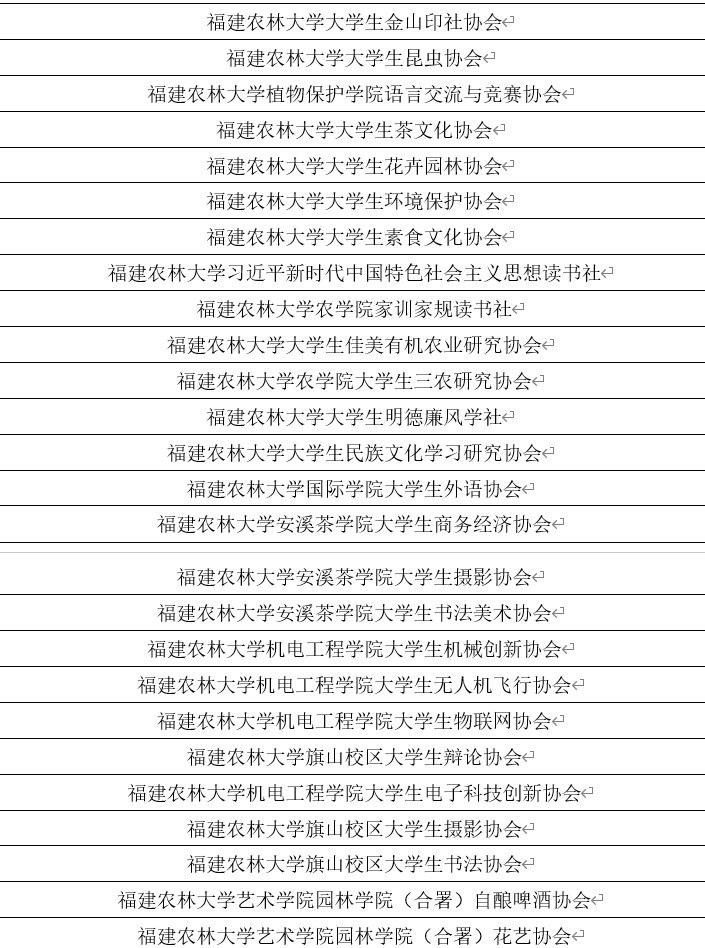 福建农林大学大学生金山印社协会
福建农林大学大学生昆虫协会
福建农林大学植物保护学院语言交流与竞赛协会
福建农林大学大学生茶文化协会
福建农林大学大学生花卉园林协会
福建农林大学大学生环境保护协会
福建农林大学大学生素食文化协会
福建农林大学习近平新时代中国特色社会主义思想读书社
福建农林大学农学院家训家规读书社
福建农林大学大学生佳美有机农业研究协会
福建农林大学农学院大学生三农研究协会
福建农林大学大学生明德廉风学社
福建农林大学大学生民族文化学习研究协会
福建农林大学国际学院大学生外语协会
福建农林大学安溪茶学院大学生商务经济协会
福建农林大学安溪茶学院大学生摄影协会
福建农林大学安溪茶学院大学生书法美术协会
福建农林大学机电工程学院大学生机械创新协会
福建农林大学机电工程学院大学生无人机飞行协会
福建农林大学机电工程学院大学生物联网协会
福建农林大学旗山校区大学生辩论协会
福建农林大学机电工程学院大学生电子科技创新协会
福建农林大学旗山校区大学生摄影协会
福建农林大学旗山校区大学生书法协会
福建农林大学艺术学院园林学院（合署）自酿啤酒协会
福建农林大学艺术学院园林学院（合署）花艺协会